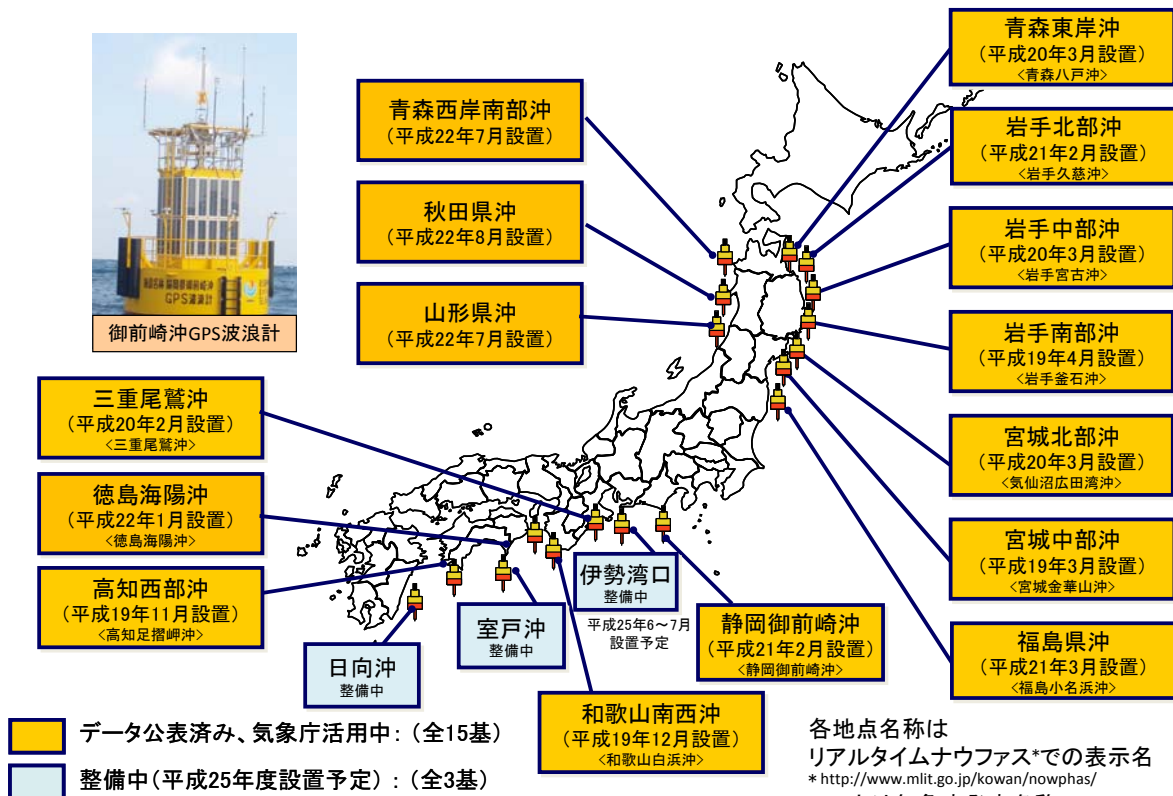 御前崎沖GPS波浪計
GPS波浪計
青森西岸南部沖
(平成22年7月設置)
秋田県沖
(平成22年8月設置)
山形県沖
(平成22年7月設置)
三重尾鷲沖
(平成20年2月設置)
<三重尾鷲沖>
徳島海陽沖
(平成22年1月設置)
<徳島海陽沖>
高知西部沖
(平成19年11月設置)
<高知足摺岬沖>
日向沖
整備中
室戸沖
整備中
伊勢湾口
整備中
平成25年6～7月
設置予定
和歌山南西沖
(平成19年12月設置)
<和歌山白浜沖>
静岡御前崎沖
(平成21年2月設置)
<静岡御前崎沖>
青森東岸沖
(平成20年3月設置)
<青森八戸沖>
岩手北部沖
(平成21年2月設置)
<岩手久慈沖>
岩手中部沖
(平成20年3月設置)
<岩手宮古沖>
岩手南部沖
(平成19年4月設置)
<岩手釜石沖>
宮城北部沖
(平成20年3月設置)
<気仙沼広田湾沖>
宮城中部沖
(平成19年3月設置)
<宮城金華山沖>
福島県沖
(平成21年3月設置)
<福島小名浜沖>
データ公表済み、気象庁活用中：(全15基)
整備中(平成25年度設置予定)：(全3基)
各地点名称は
リアルタイムナウファス*での表示名
* http://www.mlit.go.jp/kowan/nowphas/